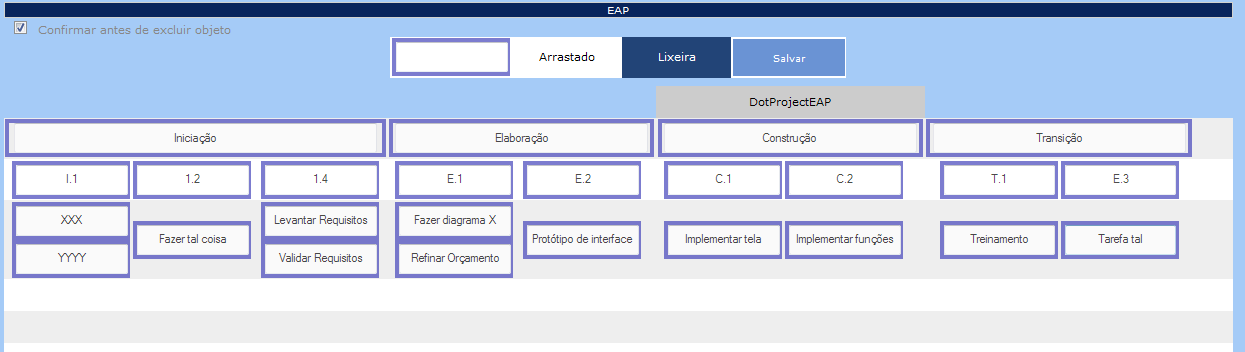 EAP
Confirmar antes de excluir objeto
Arrastado Lixeira Salvar
DotProjectEAP
Iniciação Elaboração Construção Transição
I.1 1.2 1.4 E.1 E.2 C.1 C.2 T.1 E.3
XXX Levantar Requisitos Fazer diagrama X
Fazer tal coisa Protótipo de interface Implementar tela Implementar funções Treinamento Tarefa tal
YYYY Validar Requisitos Refinar Orçamento